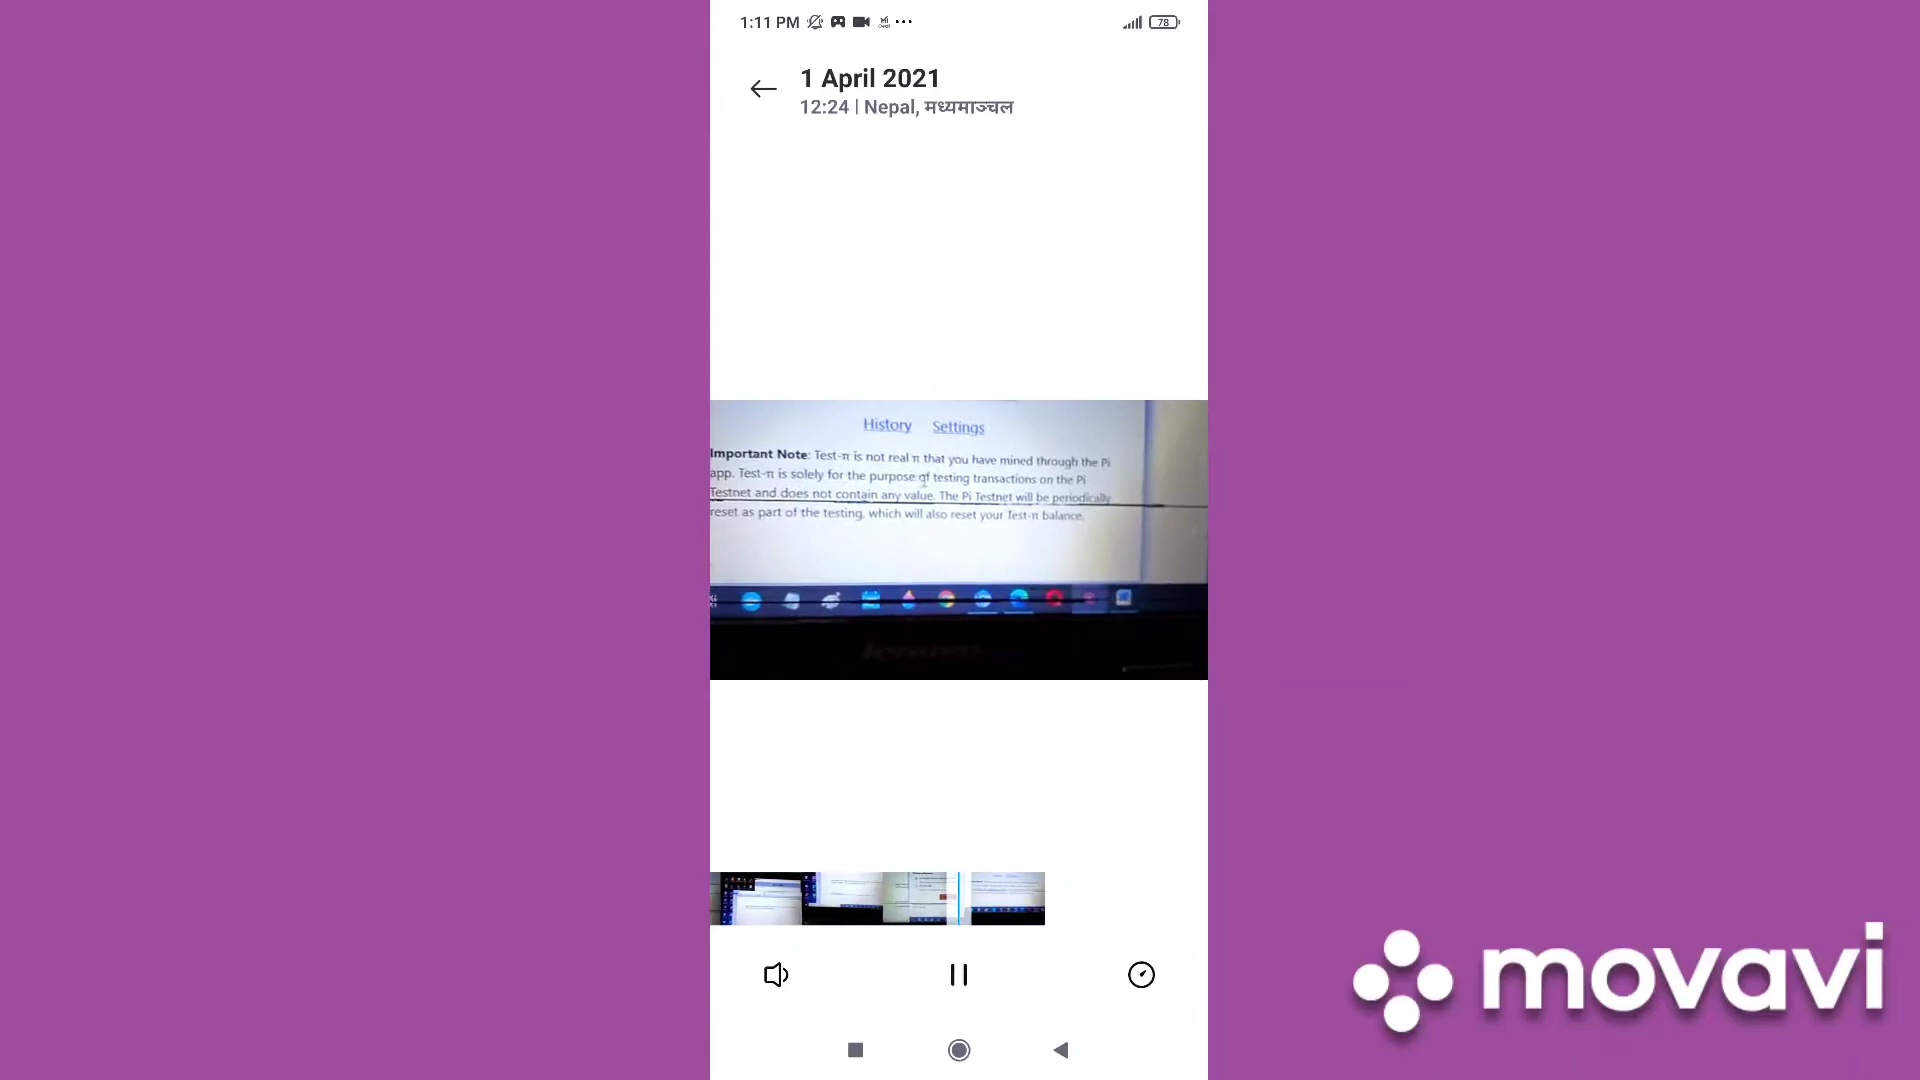 1:11 PM
78
1 April 2021
12:24 | Nepal, मध्यमाञ्चल
History Settings
Important Note: Test-π is not real π that you have mined through the Pi
app. Test-π is solely for the purpose of testing transactions on the Pi
Testnet and does not contain any value. The Pi Testnet will be periodically
reset as part of the testing, which will also reset your Test-π balance.
lenovo
movavi